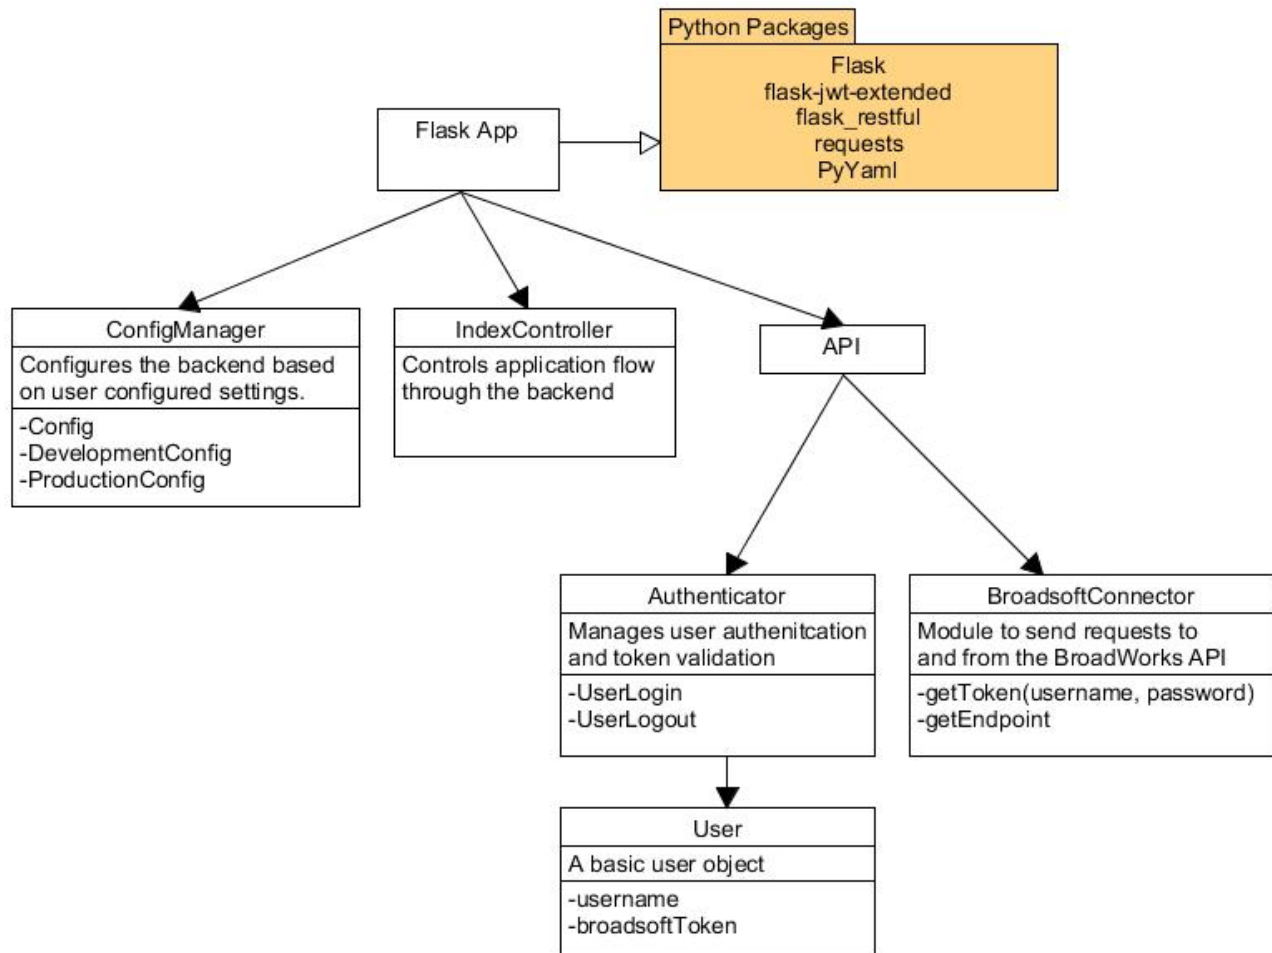 Python Packages
Flask
flask-jwt-extended
flask_restful
requests
PyYaml
Flask App
ConfigManager
Configures the backend based
on user configured settings.
-Config
-DevelopmentConfig
-ProductionConfig
IndexController
Controls application flow
through the backend
API
Authenticator
Manages user authenitcation
and token validation
-UserLogin
-UserLogout
BroadsoftConnector
Module to send requests to
and from the BroadWorks API
-getToken(username, password)
-getEndpoint
User
A basic user object
-username
-broadsoftToken